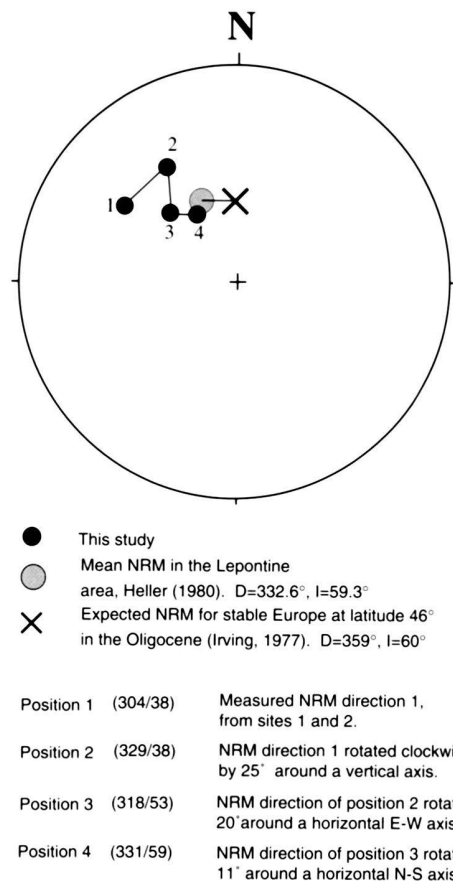 N
2
1
3
4
This study
Mean NRM in the Lepontine
area, Heller (1980). D=332.6°, I=59.3°
Expected NRM for stable Europe at latitude 46°
in the Oligocene (Irving, 1977). D=359°, I=60°
Position 1 (304/38) Measured NRM direction 1,
from sites 1 and 2.
Position 2 (329/38) NRM direction 1 rotated clockwi
by 25° around a vertical axis.
Position 3 (318/53) NRM direction of position 2 rota
20°around a horizontal E-W axis
Position 4 (331/59) NRM direction of position 3 rota
11° around a horizontal N-S axis